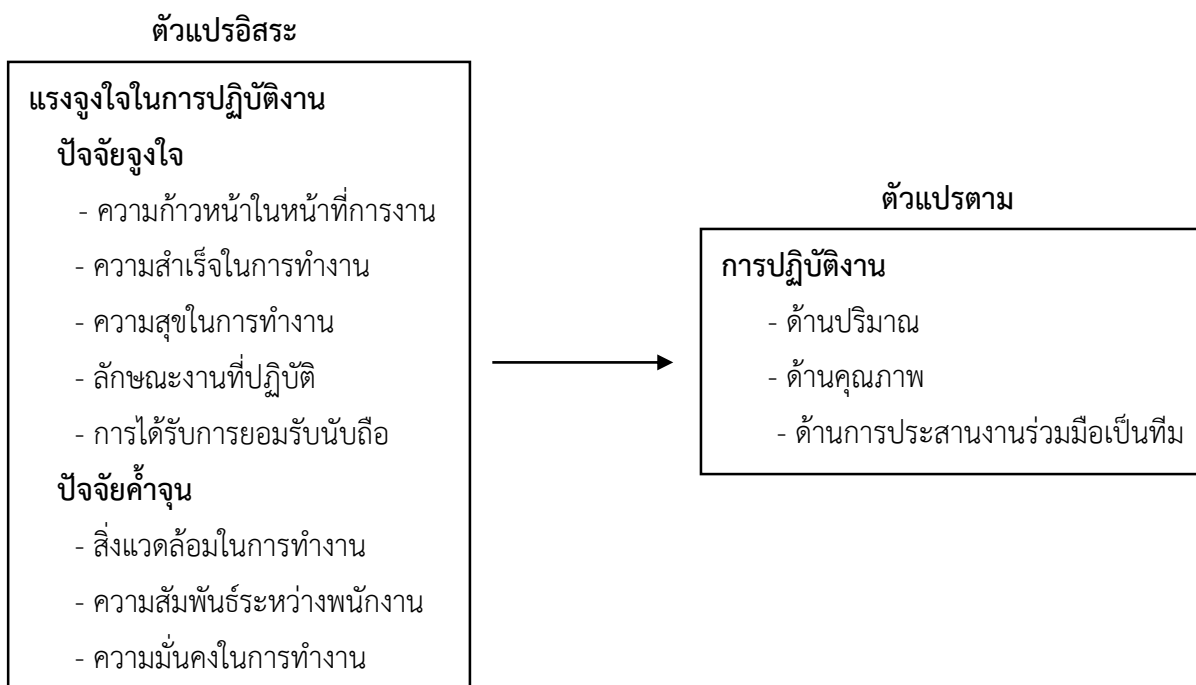 ตัวแปรอิสระ
แรงจูงใจในการปฏิบัติงาน
ปัจจัยจูงใจ
- ความก้าวหน้าในหน้าที่การงาน
- ความสำเร็จในการทำงาน
- ความสุขในการทำงาน
- ลักษณะงานที่ปฏิบัติ
- การได้รับการยอมรับนับถือ
ปัจจัยค้ำจุน
- สิ่งแวดล้อมในการทำงาน
- ความสัมพันธ์ระหว่างพนักงาน
- ความมั่นคงในการทำงาน
ตัวแปรตาม
การปฏิบัติงาน
- ด้านปริมาณ
- ด้านคุณภาพ
- ด้านการประสานงานร่วมมือเป็นทีม